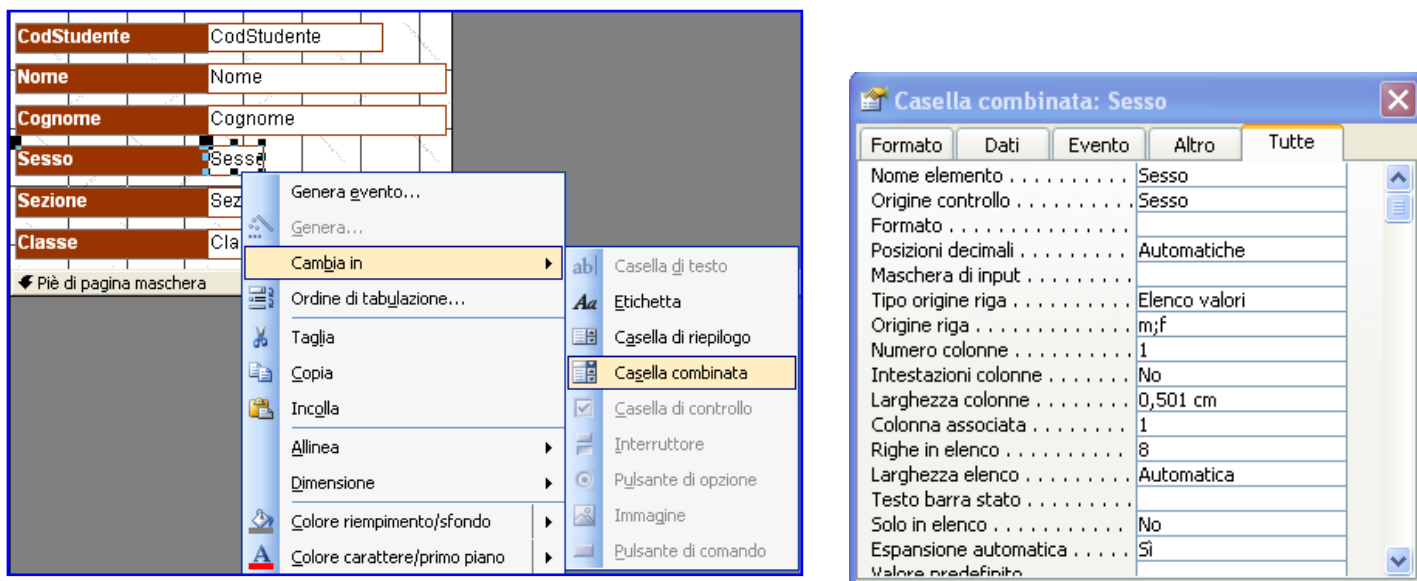 CodStudente CodStudente
Nome Nome
Cognome Cognome
Sesso Sesso
Sezione Sez
Classe Cla
Piè di pagina maschera
Genera evento...
Genera...
Cambia in
Ordine di tabulazione...
Taglia
Copia
Incolla
Allinea
Dimensione
Colore riempimento/sfondo
Colore carattere/primo piano
ab| Casella di testo
Aa Etichetta
Casella di riepilogo
Casella combinata
Casella di controllo
Interruttore
Pulsante di opzione
Immagine
Pulsante di comando
Casella combinata: Sesso
Formato Dati Evento Altro Tutte
Nome elemento . . . . . . . . . . Sesso
Origine controllo . . . . . . . . . . Sesso
Formato . . . . . . . . . . . . . . .
Posizioni decimali . . . . . . . . . Automatiche
Maschera di input . . . . . . . . .
Tipo origine riga . . . . . . . . . . Elenco valori
Origine riga . . . . . . . . . . . . . m;f
Numero colonne . . . . . . . . . . 1
Intestazioni colonne . . . . . . . No
Larghezza colonne . . . . . . . . 0,501 cm
Colonna associata . . . . . . . . 1
Righe in elenco . . . . . . . . . . 8
Larghezza elenco . . . . . . . . . Automatica
Testo barra stato . . . . . . . . .
Solo in elenco . . . . . . . . . . . No
Espansione automatica . . . . . Sì
Valore predefinito